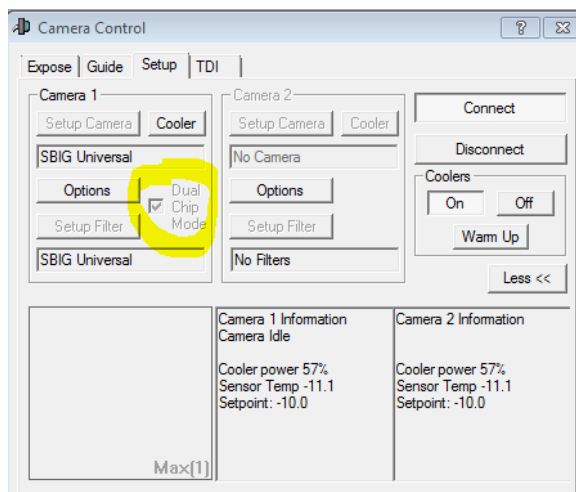 Camera Control
Expose Guide Setup TDI
Camera 1
Setup Camera Cooler
SBIG Universal
Options
Dual
Chip
Mode
Setup Filter
SBIG Universal
Camera 2
Setup Camera Cooler
No Camera
Options
Setup Filter
No Filters
Connect
Disconnect
Coolers
On Off
Warm Up
Less <<
Max(1)
Camera 1 Information
Camera Idle
Cooler power 57%
Sensor Temp -11.1
Setpoint: -10.0
Camera 2 Information
Cooler power 57%
Sensor Temp -11.1
Setpoint: -10.0